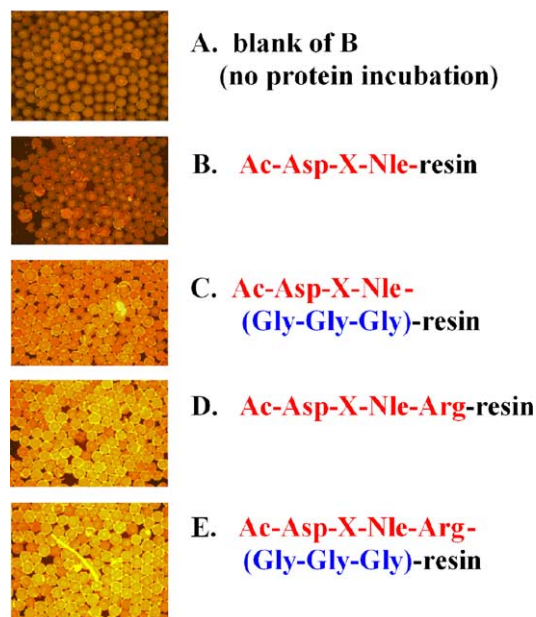 A. blank of B
(no protein incubation)
B. Ac-Asp-X-Nle-resin
C. Ac-Asp-X-Nle-
(Gly-Gly-Gly)-resin
D. Ac-Asp-X-Nle-Arg-resin
E. Ac-Asp-X-Nle-Arg-
(Gly-Gly-Gly)-resin